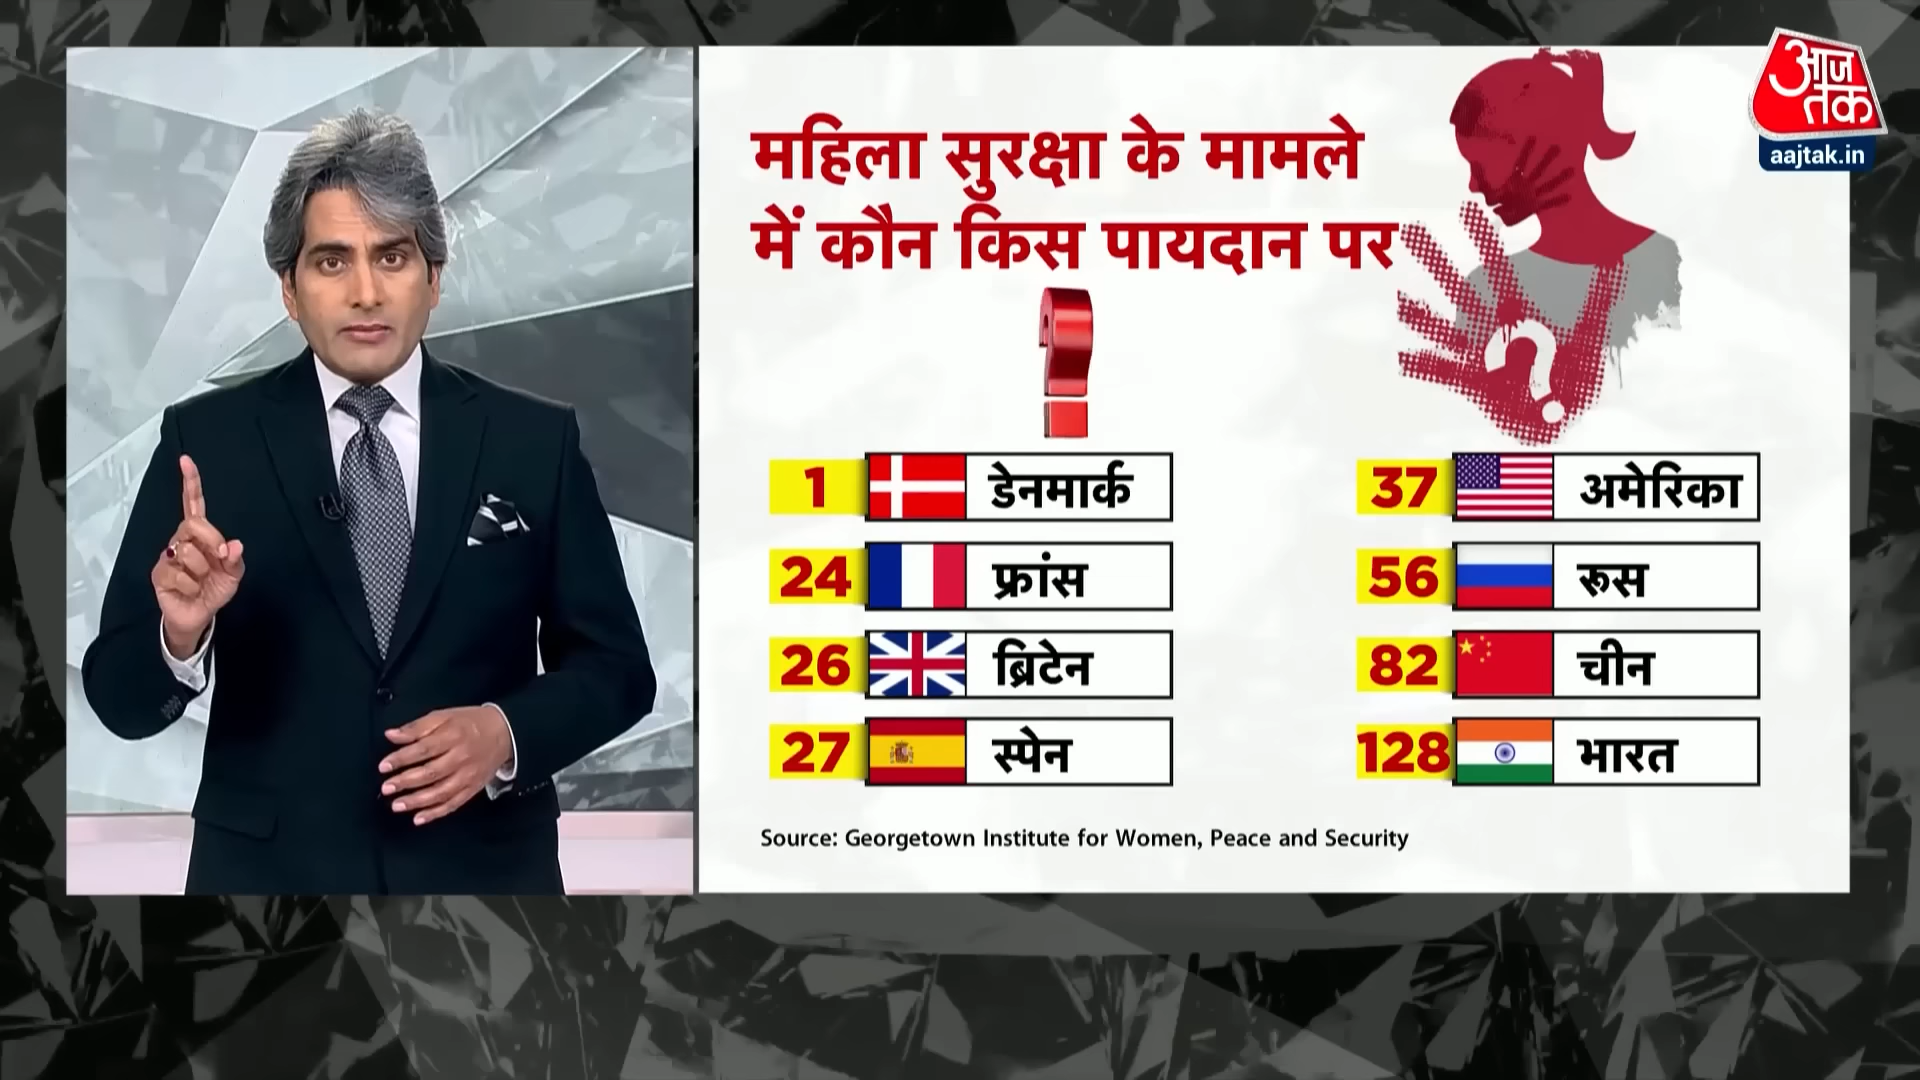 महिला सुरक्षा के मामले
में कौन किस पायदान पर
?
1 डेनमार्क
24 फ्रांस
26 ब्रिटेन
27 स्पेन
37 अमेरिका
56 रूस
82 चीन
128 भारत
Source: Georgetown Institute for Women, Peace and Security
?
आज
तक
aajtak.in